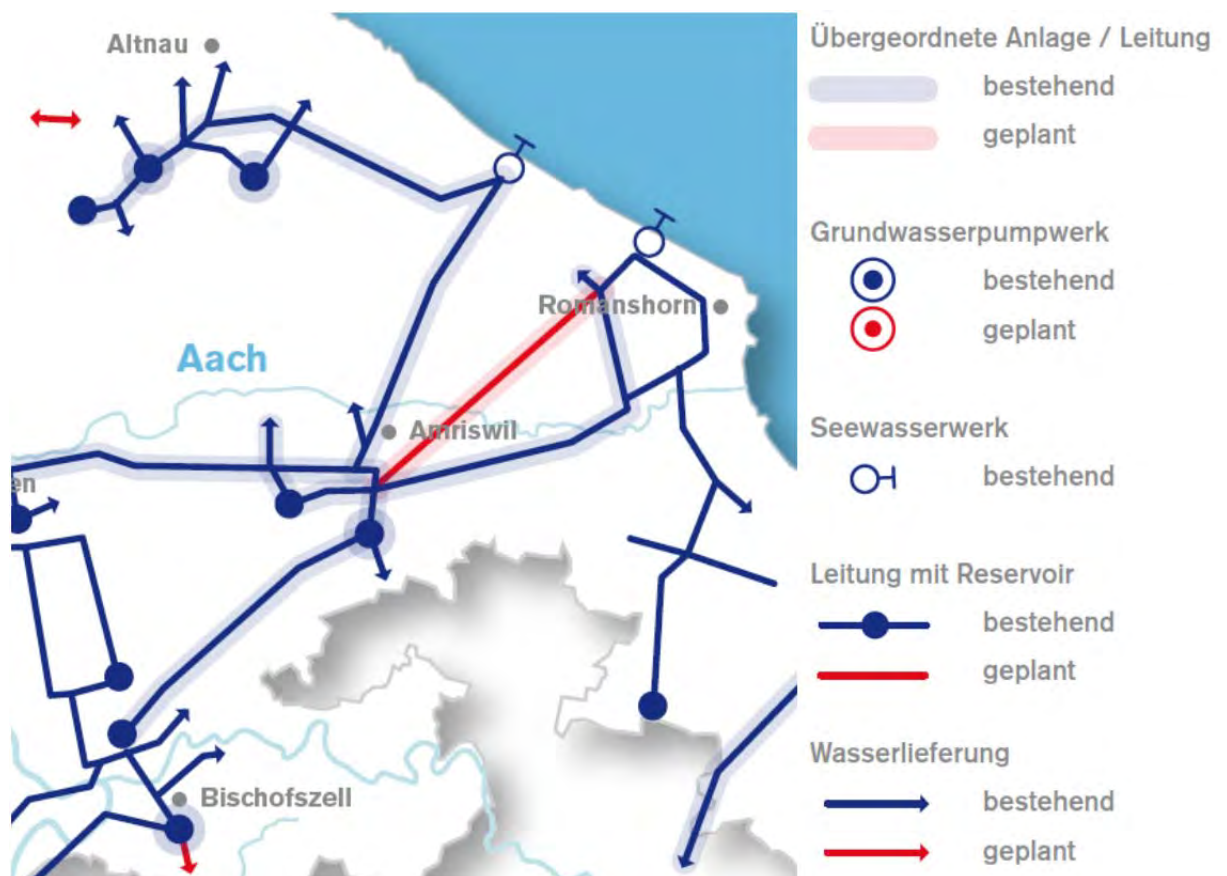 Altnau
Romanshorn
Aach
Amriswil
en
Bischofszell
Übergeordnete Anlage / Leitung
bestehend
geplant
Grundwasserpumpwerk
bestehend
geplant
Seewasserwerk
bestehend
Leitung mit Reservoir
bestehend
geplant
Wasserlieferung
bestehend
geplant